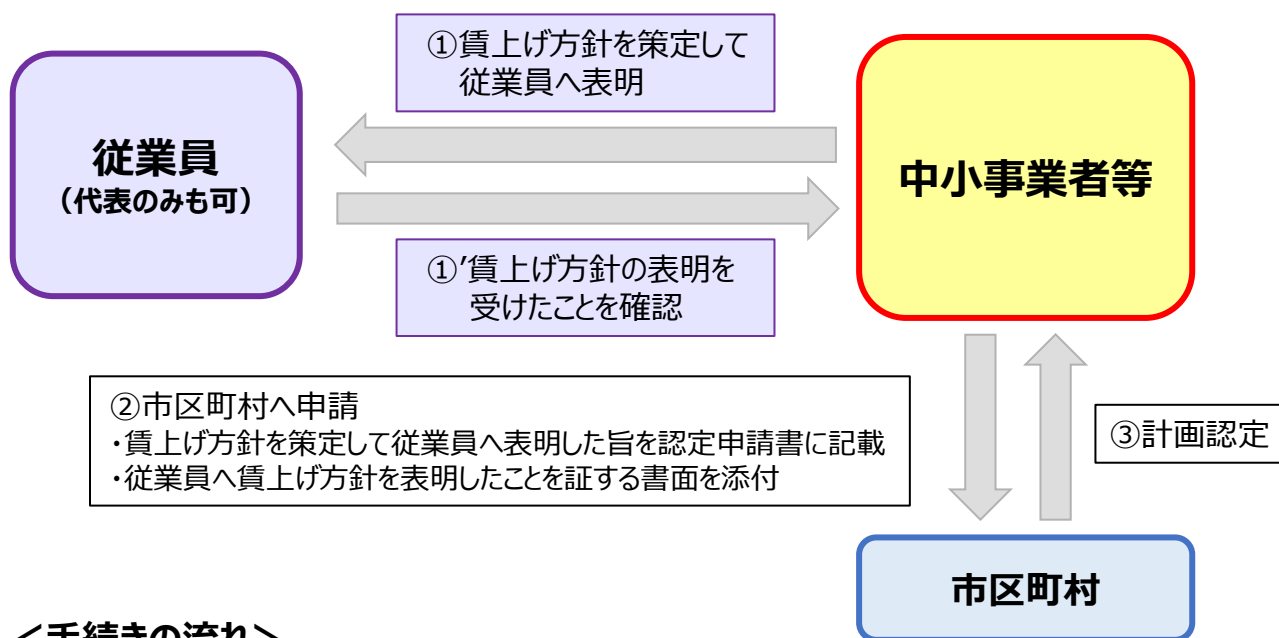 ①賃上げ方針を策定して
従業員へ表明
従業員
（代表のみも可）
中小事業者等
①’賃上げ方針の表明を
受けたことを確認
②市区町村へ申請
・賃上げ方針を策定して従業員へ表明した旨を認定申請書に記載
・従業員へ賃上げ方針を表明したことを証する書面を添付
③計画認定
市区町村
＜手続きの流れ＞